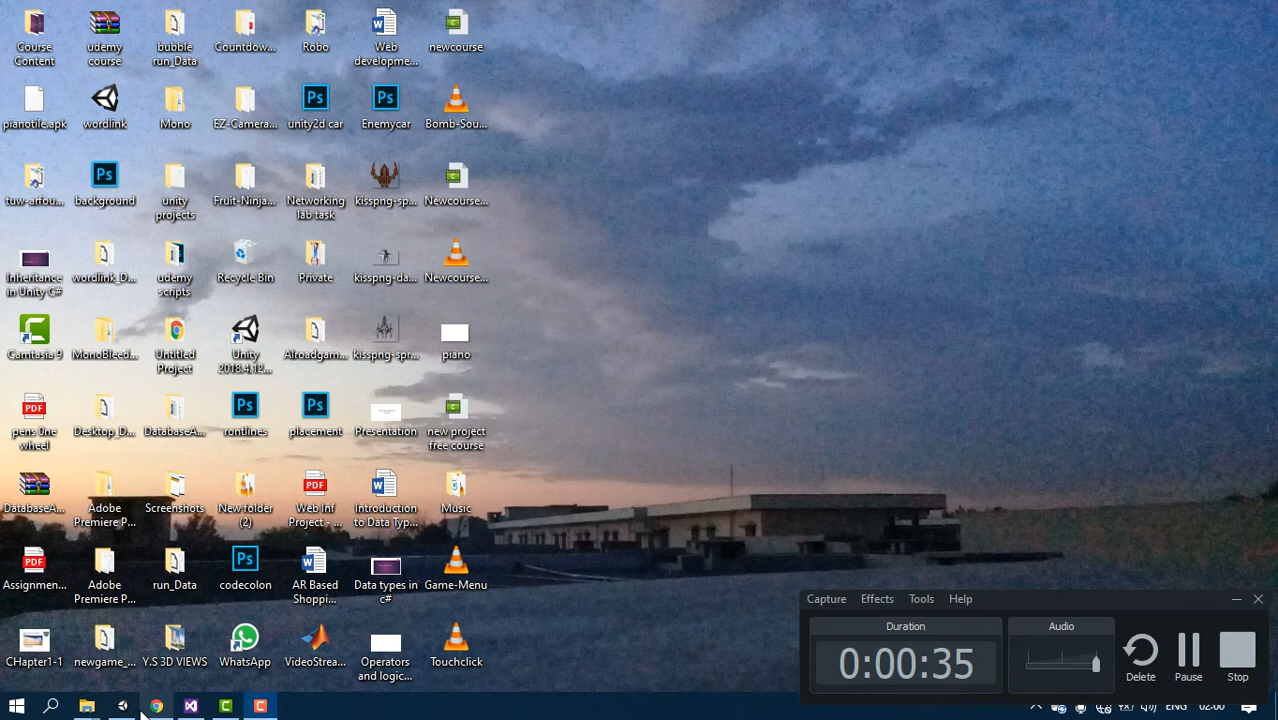 Course
Content
udemy
course
bubble
run_Data
Countdow...
Robo
Web
developme...
newcourse
pianotile.apk
wordlink
Mono
EZ-Camera...
unity2d car
Enemycar
Bomb-Sou...
tuw-arfou...
background
unity
projects
Fruit-Ninja...
Networking
lab task
kisspng-sp...
Newcourse...
Inheritance
in Unity C#
wordlink_D...
udemy
scripts
Recycle Bin
Private
kisspng-da...
Newcourse...
Camtasia 9
MonoBleed...
Untitled
Project
Unity
2018.4.12...
Alroadgam...
kisspng-spr...
piano
pens 0ne
wheel
Desktop_D...
DatabaseA...
rontlines
placement
Presentation
new project
free course
DatabaseA...
Adobe
Premiere P...
Screenshots
New folder
(2)
Web Inf
Project - ...
Introduction
to Data Typ...
Music
Assignmen...
Adobe
Premiere P...
run_Data
codecolon
AR Based
Shoppi...
Data types in
c#
Game-Menu
CHapter1-1
newgame_...
Y.S 3D VIEWS
WhatsApp
VideoStrea...
Operators
and logic...
Touchclick
Capture Effects Tools Help
Duration
Audio
0:00:35
Delete
Pause
Stop
ENG
02:00